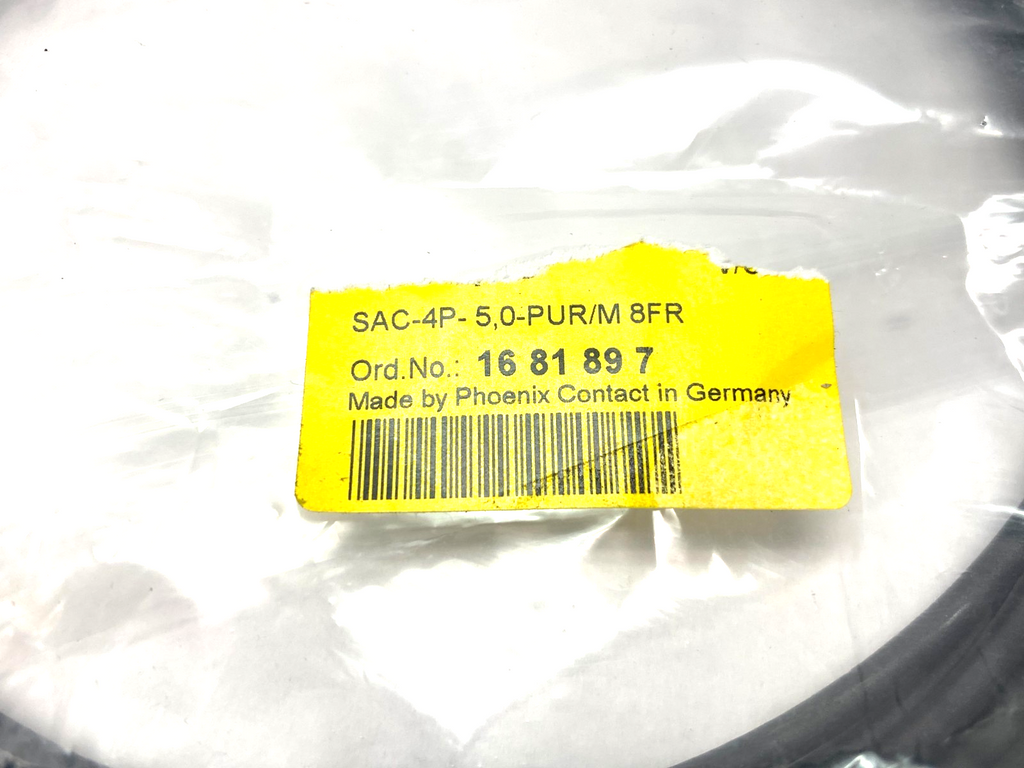 SAC-4P- 5,0-PUR/M 8FR
Ord.No.: 16 81 89 7
Made by Phoenix Contact in Germany